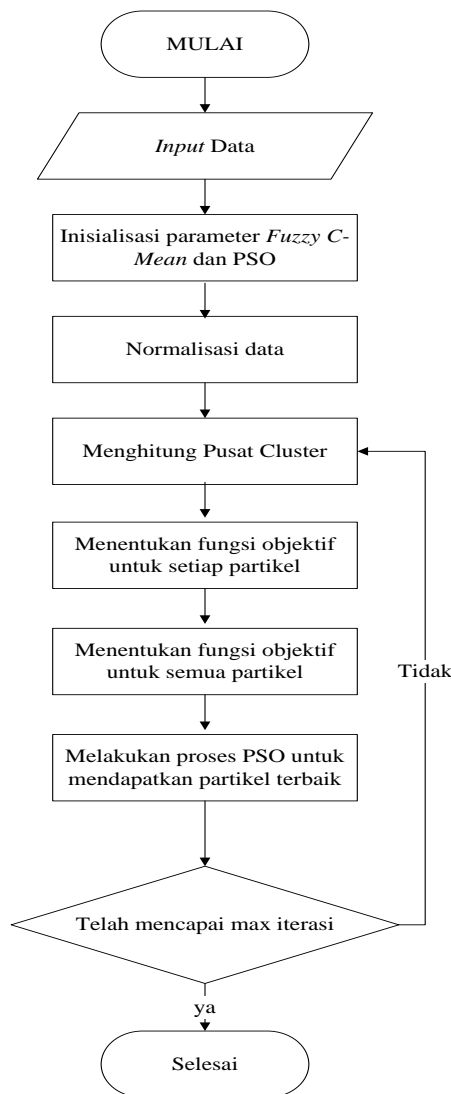 MULAI
Input Data
Inisialisasi parameter Fuzzy C-
Mean dan PSO
Normalisasi data
Menghitung Pusat Cluster
Menentukan fungsi objektif
untuk setiap partikel
Menentukan fungsi objektif
untuk semua partikel
Tidak
Melakukan proses PSO untuk
mendapatkan partikel terbaik
Telah mencapai max iterasi
ya
Selesai